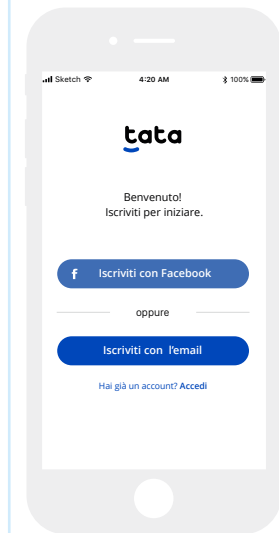 Sketch 4:20 AM 100%
tata
Benvenuto!
Iscriviti per iniziare.
f Iscriviti con Facebook
oppure
Iscriviti con l'email
Hai già un account? Accedi